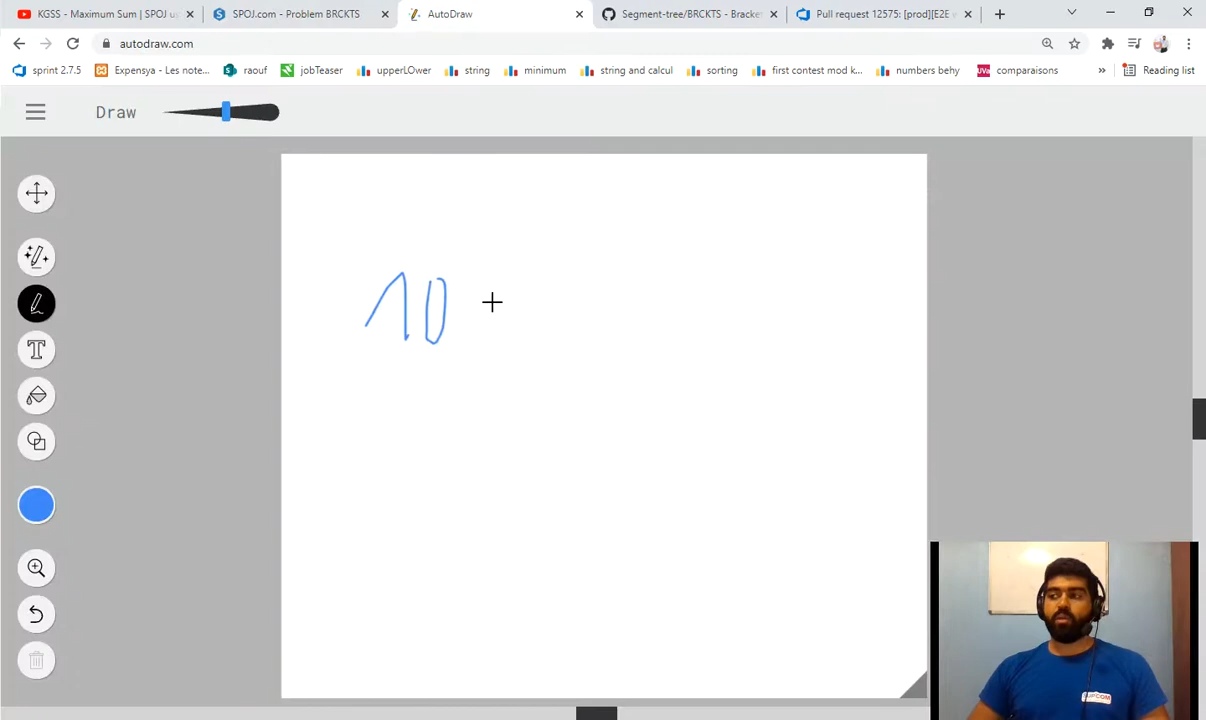 KGSS - Maximum Sum | SPOJ u
SPOJ.com - Problem BRCKTS
AutoDraw
Segment-tree/BRCKTS - Bracket
Pull request 12575: [prod][E2E
autodraw.com
sprint 2.7.5
Expensya - Les note...
raouf
jobTeaser
upperLOwer
string
minimum
string and calcul
sorting
first contest mod k...
numbers behy
UVa
comparaisons
»
Reading list
Draw
T
10